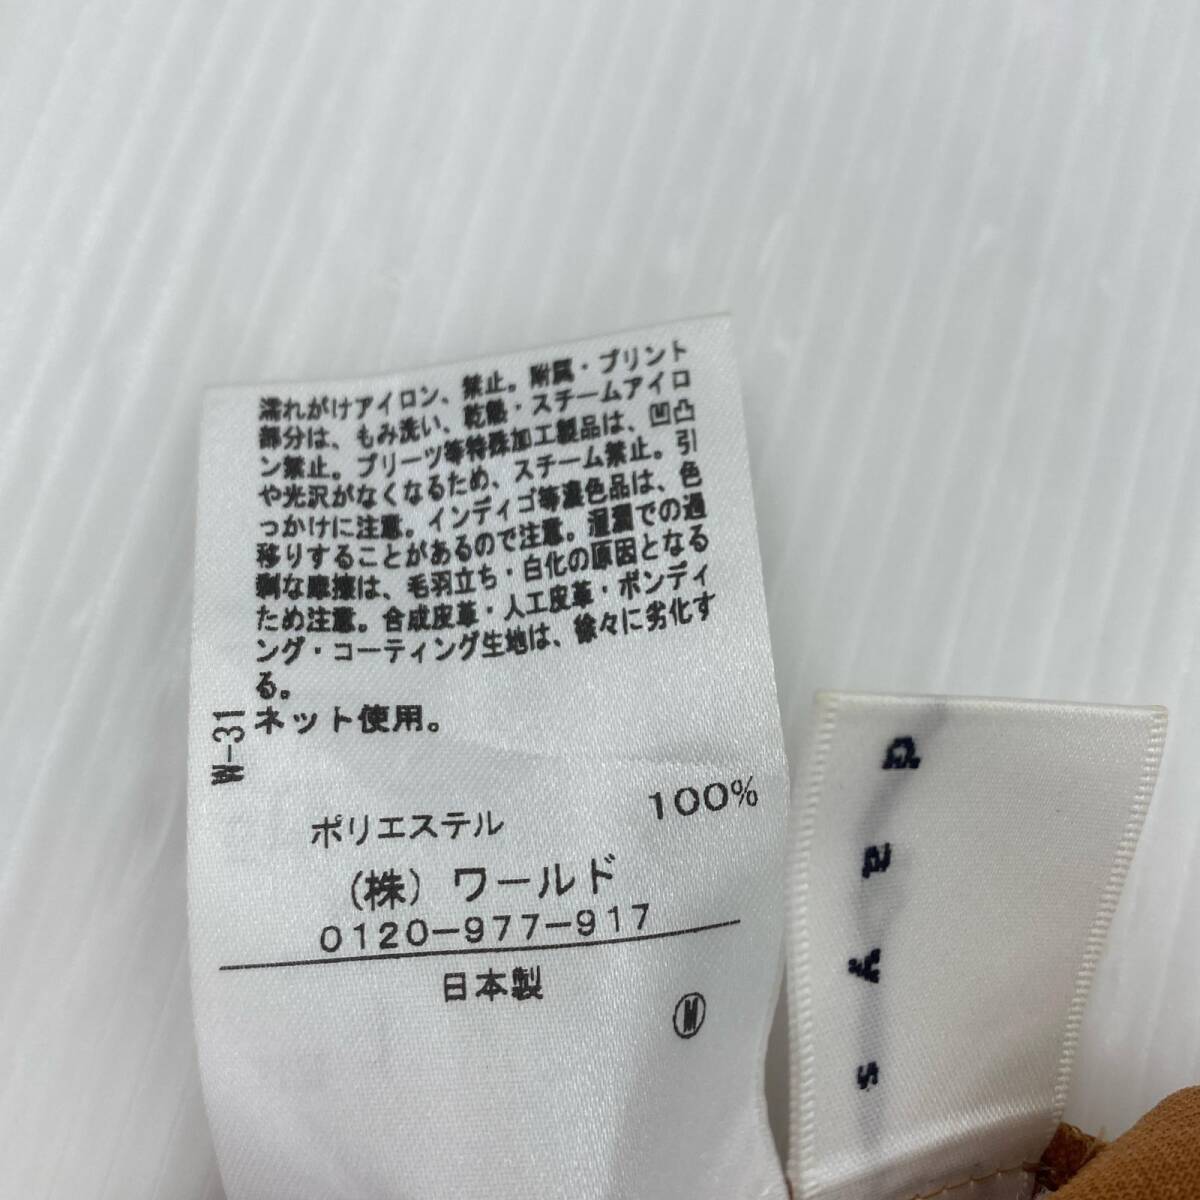 濡れがけアイロン、禁止。附属・プリント
部分は、もみ洗い、乾熱・スチームアイロ
ン禁止。プリーツ等特殊加工製品は、凹凸
や光沢がなくなるため、スチーム禁止。引
っかけに注意。インディゴ等濃色品は、色
移りすることがあるので注意。湿潤での過
剰な摩擦は、毛羽立ち・白化の原因となる
ため注意。合成皮革・人工皮革・ボンディ
ング・コーティング生地は、徐々に劣化す
る。
ネット使用。
W-31
ポリエステル 100%
(株) ワールド
0120-977-917
日本製
M